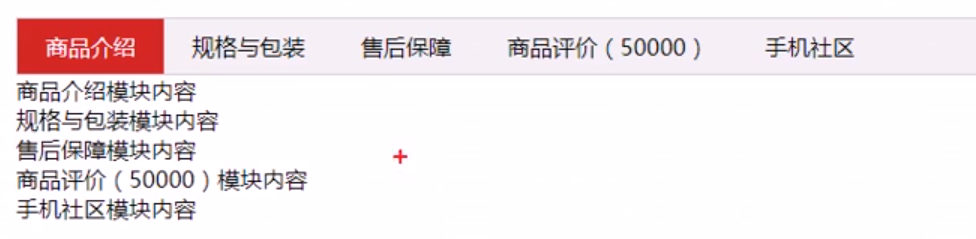 商品介绍 规格与包装 售后保障 商品评价（50000） 手机社区
商品介绍模块内容
规格与包装模块内容
售后保障模块内容
商品评价（50000）模块内容
手机社区模块内容